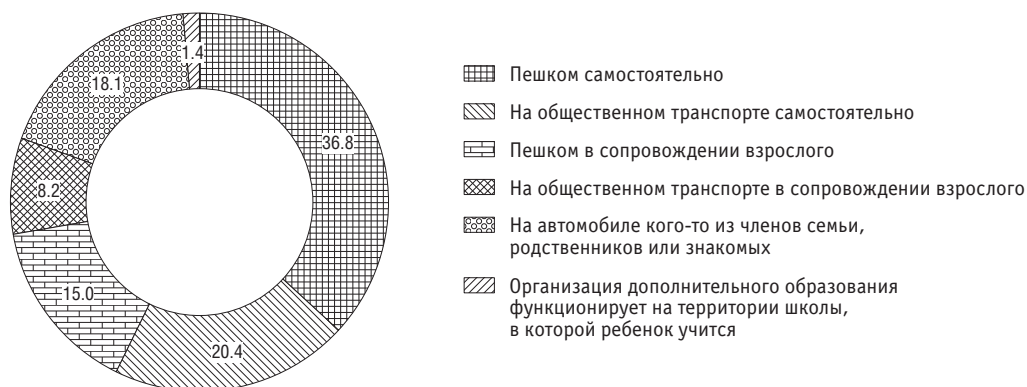 1.4
18.1
36.8
8.2
15.0
20.4
Пешком самостоятельно
На общественном транспорте самостоятельно
Пешком в сопровождении взрослого
На общественном транспорте в сопровождении взрослого
На автомобиле кого-то из членов семьи,
родственников или знакомых
Организация дополнительного образования
функционирует на территории школы,
в которой ребенок учится